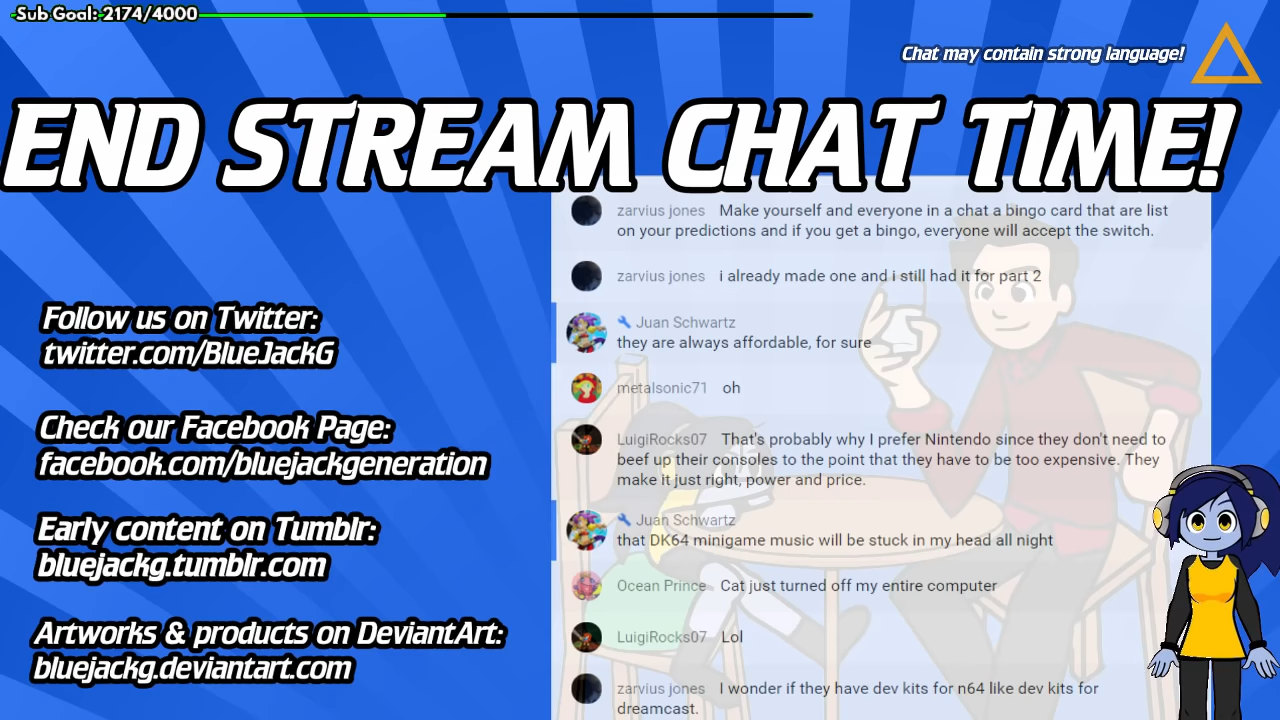 Sub Goal: 2174/4000
Chat may contain strong language!
END STREAM CHAT TIME!
Follow us on Twitter:
twitter.com/BlueJackG
Check our Facebook Page:
facebook.com/bluejackgeneration
Early content on Tumblr:
bluejackg.tumblr.com
Artworks & products on DeviantArt:
bluejackg.deviantart.com
zarvius jones Make yourself and everyone in a chat a bingo card that are list
on your predictions and if you get a bingo, everyone will accept the switch.
zarvius jones i already made one and i still had it for part 2
Juan Schwartz
they are always affordable, for sure
metalsonic71 oh
LuigiRocks07 That's probably why I prefer Nintendo since they don't need to
beef up their consoles to the point that they have to be too expensive. They
make it just right, power and price.
Juan Schwartz
that DK64 minigame music will be stuck in my head all night
Ocean Prince Cat just turned off my entire computer
LuigiRocks07 Lol
zarvius jones I wonder if they have dev kits for n64 like dev kits for
dreamcast.